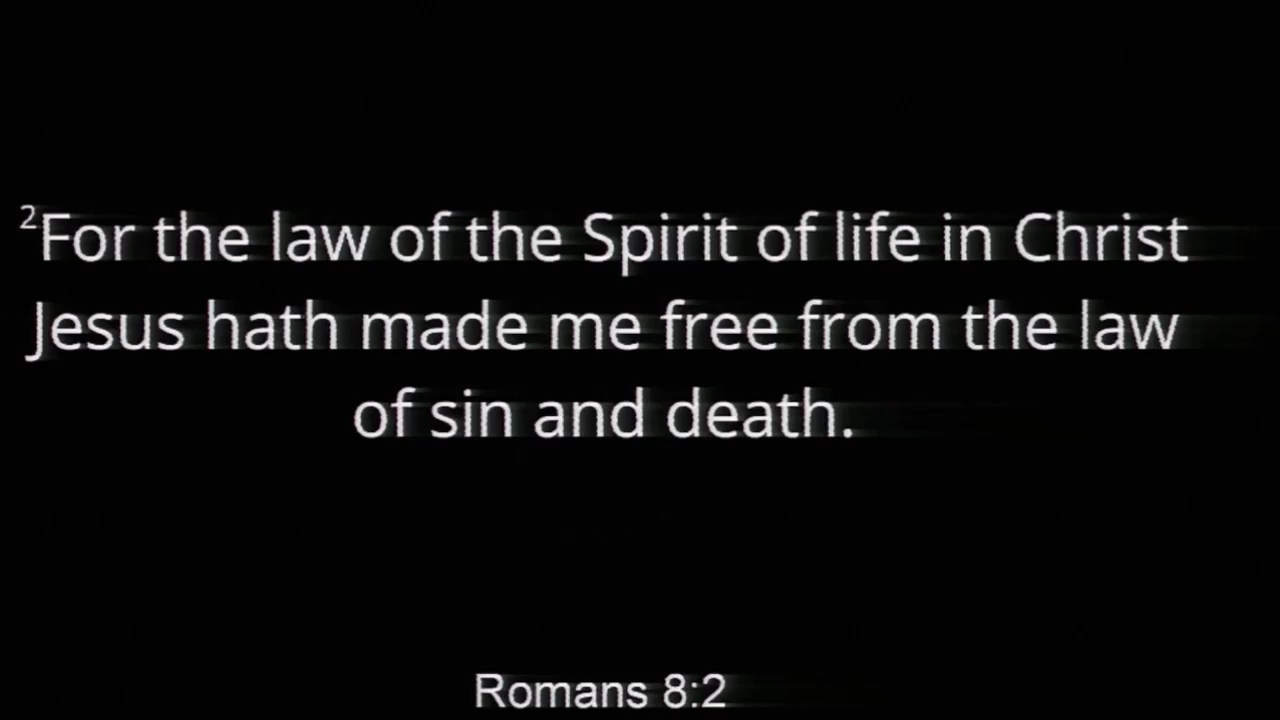 ²For the law of the Spirit of life in Christ
Jesus hath made me free from the law
of sin and death.
Romans 8:2